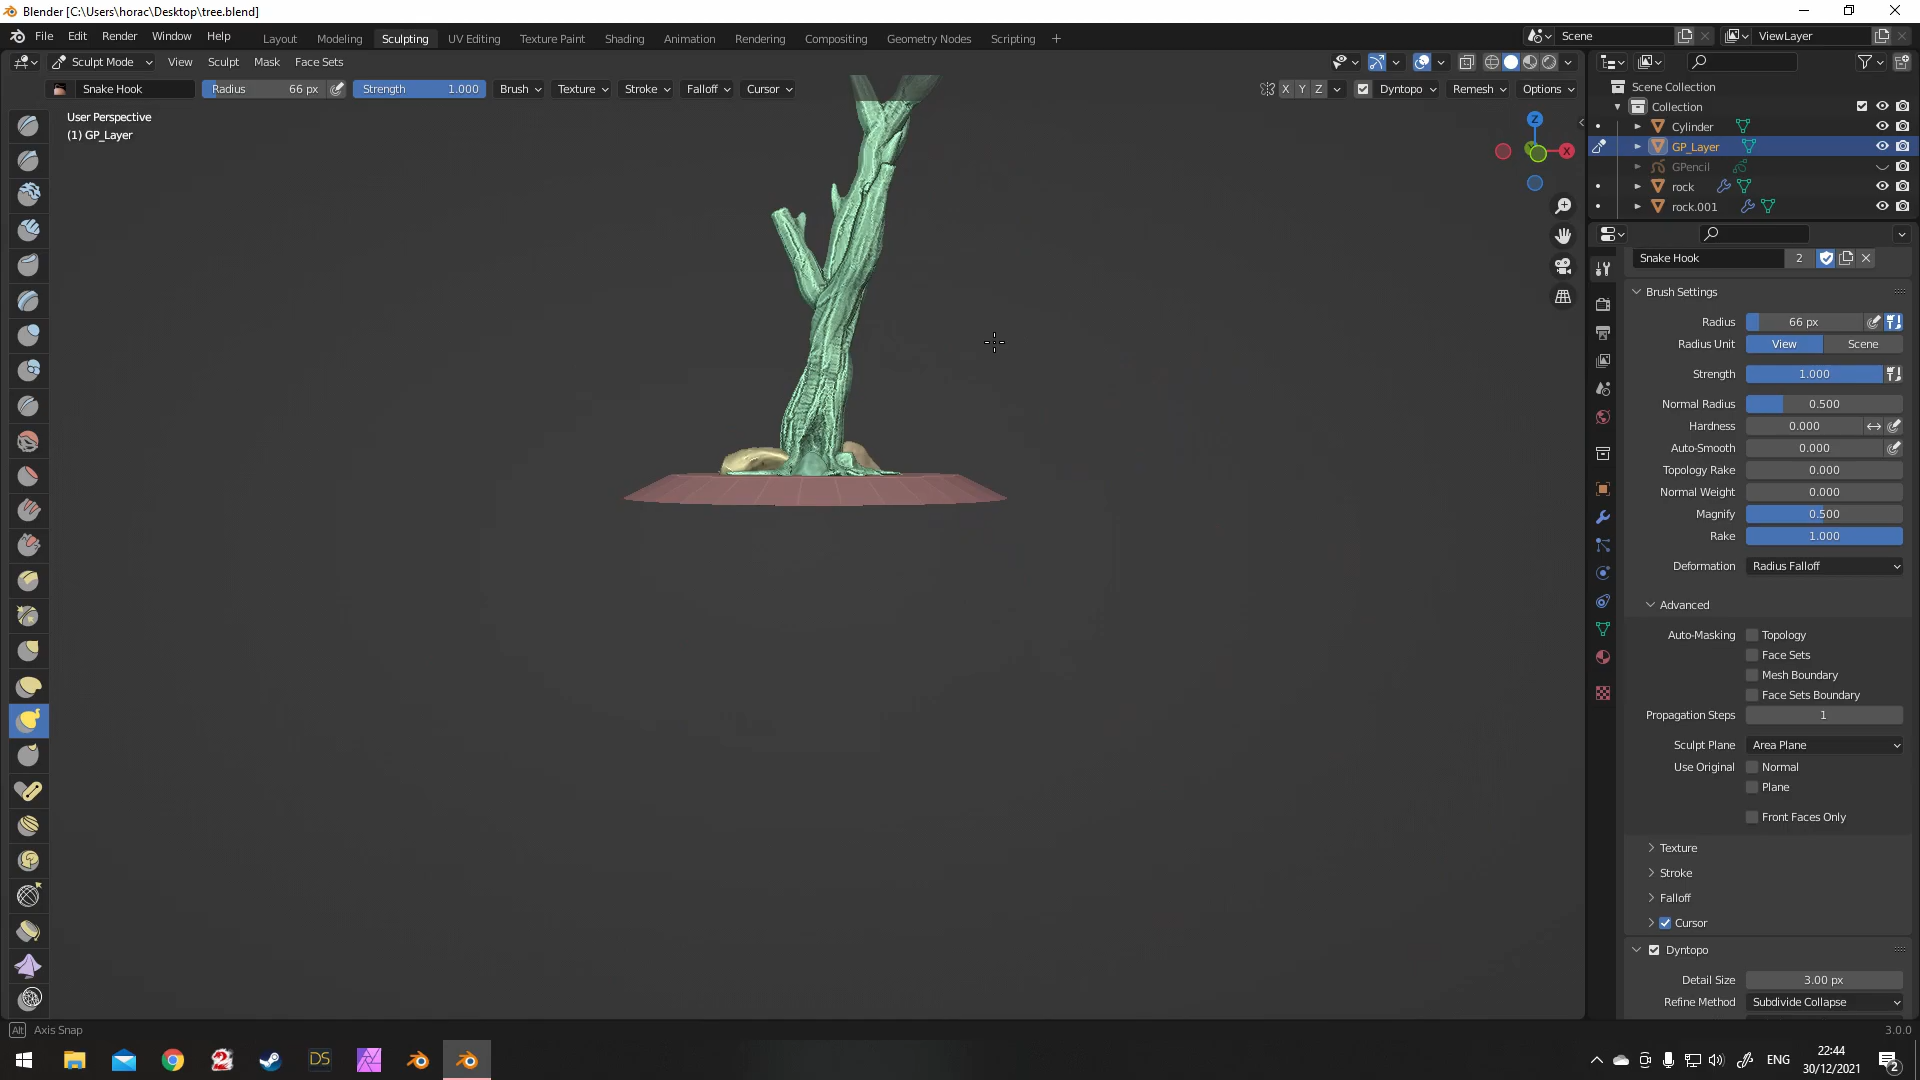 Blender [C:\Users\horac\Desktop\tree.blend]
File Edit Render Window Help Layout Modeling Sculpting UV Editing Texture Paint Shading Animation Rendering Compositing Geometry Nodes Scripting + Scene ViewLayer
Sculpt Mode View Sculpt Mask Face Sets
Snake Hook Radius 66 px Strength 1.000 Brush Texture Stroke Falloff Cursor X Y Z Dyntopo Remesh Options
User Perspective
(1) GP_Layer
Z
X
Y
Scene Collection
Collection
Cylinder
GP_Layer
GPencil
rock
rock.001
Snake Hook 2
Brush Settings
Radius 66 px
Radius Unit View Scene
Strength 1.000
Normal Radius 0.500
Hardness 0.000
Auto-Smooth 0.000
Topology Rake 0.000
Normal Weight 0.000
Magnify 0.500
Rake 1.000
Deformation Radius Falloff
Advanced
Auto-Masking Topology
Face Sets
Mesh Boundary
Face Sets Boundary
Propagation Steps 1
Sculpt Plane Area Plane
Use Original Normal
Plane
Front Faces Only
Texture
Stroke
Falloff
Cursor
Dyntopo
Detail Size 3.00 px
Refine Method Subdivide Collapse
Alt Axis Snap 3.0.0
DS ENG 22:44
30/12/2021 2